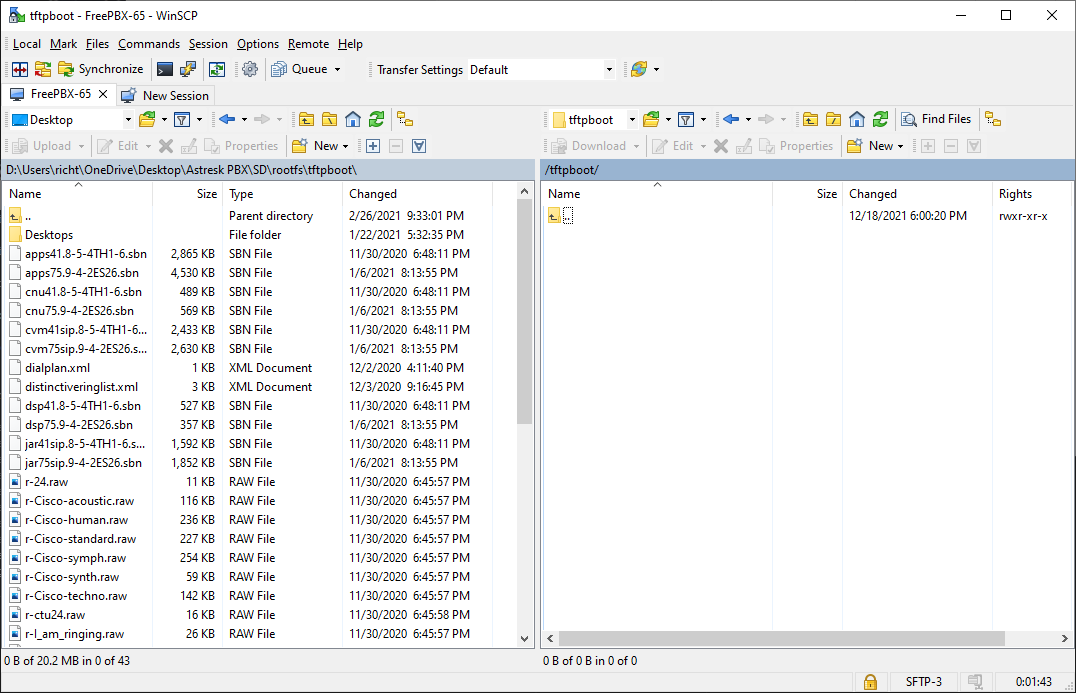 tftpboot - FreePBX-65 - WinSCP
Local Mark Files Commands Session Options Remote Help
Synchronize Queue Transfer Settings Default
FreePBX-65 New Session
Desktop tftpboot Find Files
Upload Edit Properties New Download Edit Properties New
D:\Users\richt\OneDrive\Desktop\Astresk PBX\SD\rootfs\tftpboot\ /tftpboot/
Name Size Type Changed Name Size Changed Rights
.. Parent directory 2/26/2021 9:33:01 PM .. 12/18/2021 6:00:20 PM rwxr-xr-x
Desktops File folder 1/22/2021 5:32:35 PM
apps41.8-5-4TH1-6.sbn 2,865 KB SBN File 11/30/2020 6:48:11 PM
apps75.9-4-2ES26.sbn 4,530 KB SBN File 1/6/2021 8:13:55 PM
cnu41.8-5-4TH1-6.sbn 489 KB SBN File 11/30/2020 6:48:11 PM
cnu75.9-4-2ES26.sbn 569 KB SBN File 1/6/2021 8:13:55 PM
cvm41sip.8-5-4TH1-6... 2,433 KB SBN File 11/30/2020 6:48:11 PM
cvm75sip.9-4-2ES26.s... 2,630 KB SBN File 1/6/2021 8:13:55 PM
dialplan.xml 1 KB XML Document 12/2/2020 4:11:40 PM
distinctiveringlist.xml 3 KB XML Document 12/3/2020 9:16:45 PM
dsp41.8-5-4TH1-6.sbn 527 KB SBN File 11/30/2020 6:48:11 PM
dsp75.9-4-2ES26.sbn 357 KB SBN File 1/6/2021 8:13:55 PM
jar41sip.8-5-4TH1-6.s... 1,592 KB SBN File 11/30/2020 6:48:11 PM
jar75sip.9-4-2ES26.sbn 1,852 KB SBN File 1/6/2021 8:13:55 PM
r-24.raw 11 KB RAW File 11/30/2020 6:45:57 PM
r-Cisco-acoustic.raw 116 KB RAW File 11/30/2020 6:45:57 PM
r-Cisco-human.raw 236 KB RAW File 11/30/2020 6:45:57 PM
r-Cisco-standard.raw 227 KB RAW File 11/30/2020 6:45:57 PM
r-Cisco-symph.raw 254 KB RAW File 11/30/2020 6:45:57 PM
r-Cisco-synth.raw 59 KB RAW File 11/30/2020 6:45:57 PM
r-Cisco-techno.raw 142 KB RAW File 11/30/2020 6:45:57 PM
r-ctu24.raw 16 KB RAW File 11/30/2020 6:45:58 PM
r-I_am_ringing.raw 26 KB RAW File 11/30/2020 6:45:57 PM
0 B of 20.2 MB in 0 of 43 0 B of 0 B in 0 of 0
SFTP-3 0:01:43